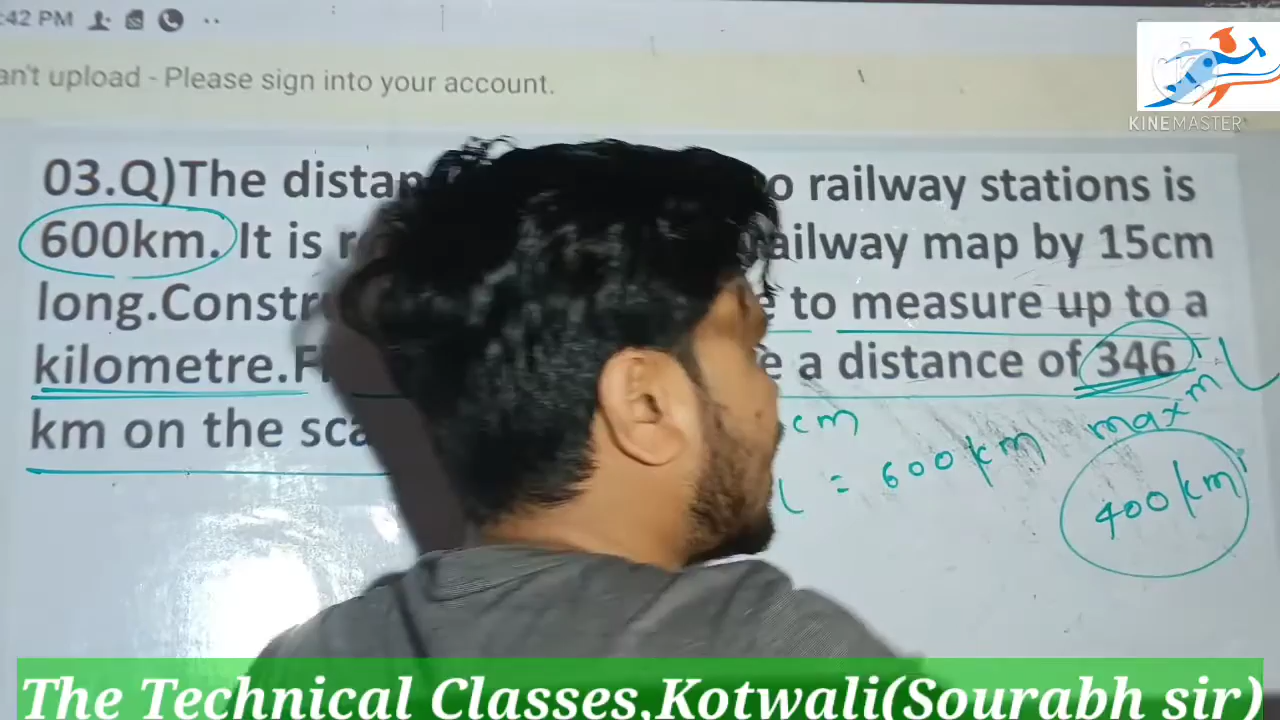 :42 PM
an't upload - Please sign into your account.
KINEMASTER
03.Q)The distan o railway stations is
600km. It is r ailway map by 15cm
long.Constr e to measure up to a
kilometre.F e a distance of 346
km on the sca
cm
L = 600km
maxm L
400km
The Technical Classes,Kotwali(Sourabh sir)